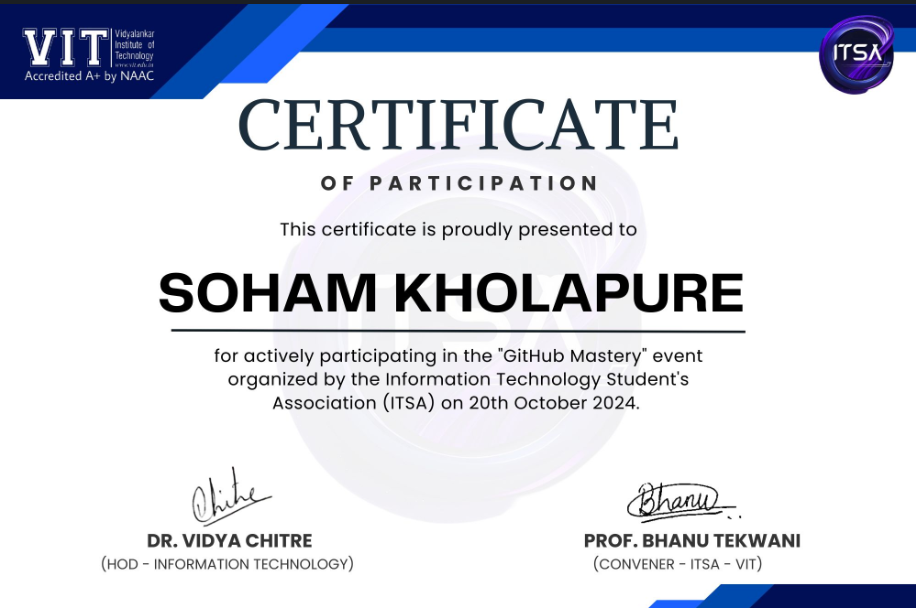 VIT
Vidyalankar
Institute of
Technology
www.vit.edu.in
Accredited A+ by NAAC
ITSA
CERTIFICATE
OF PARTICIPATION
This certificate is proudly presented to
SOHAM KHOLAPURE
for actively participating in the "GitHub Mastery" event
organized by the Information Technology Student's
Association (ITSA) on 20th October 2024.
Chitre
Bhanu
DR. VIDYA CHITRE
PROF. BHANU TEKWANI
(HOD - INFORMATION TECHNOLOGY)
(CONVENER - ITSA - VIT)